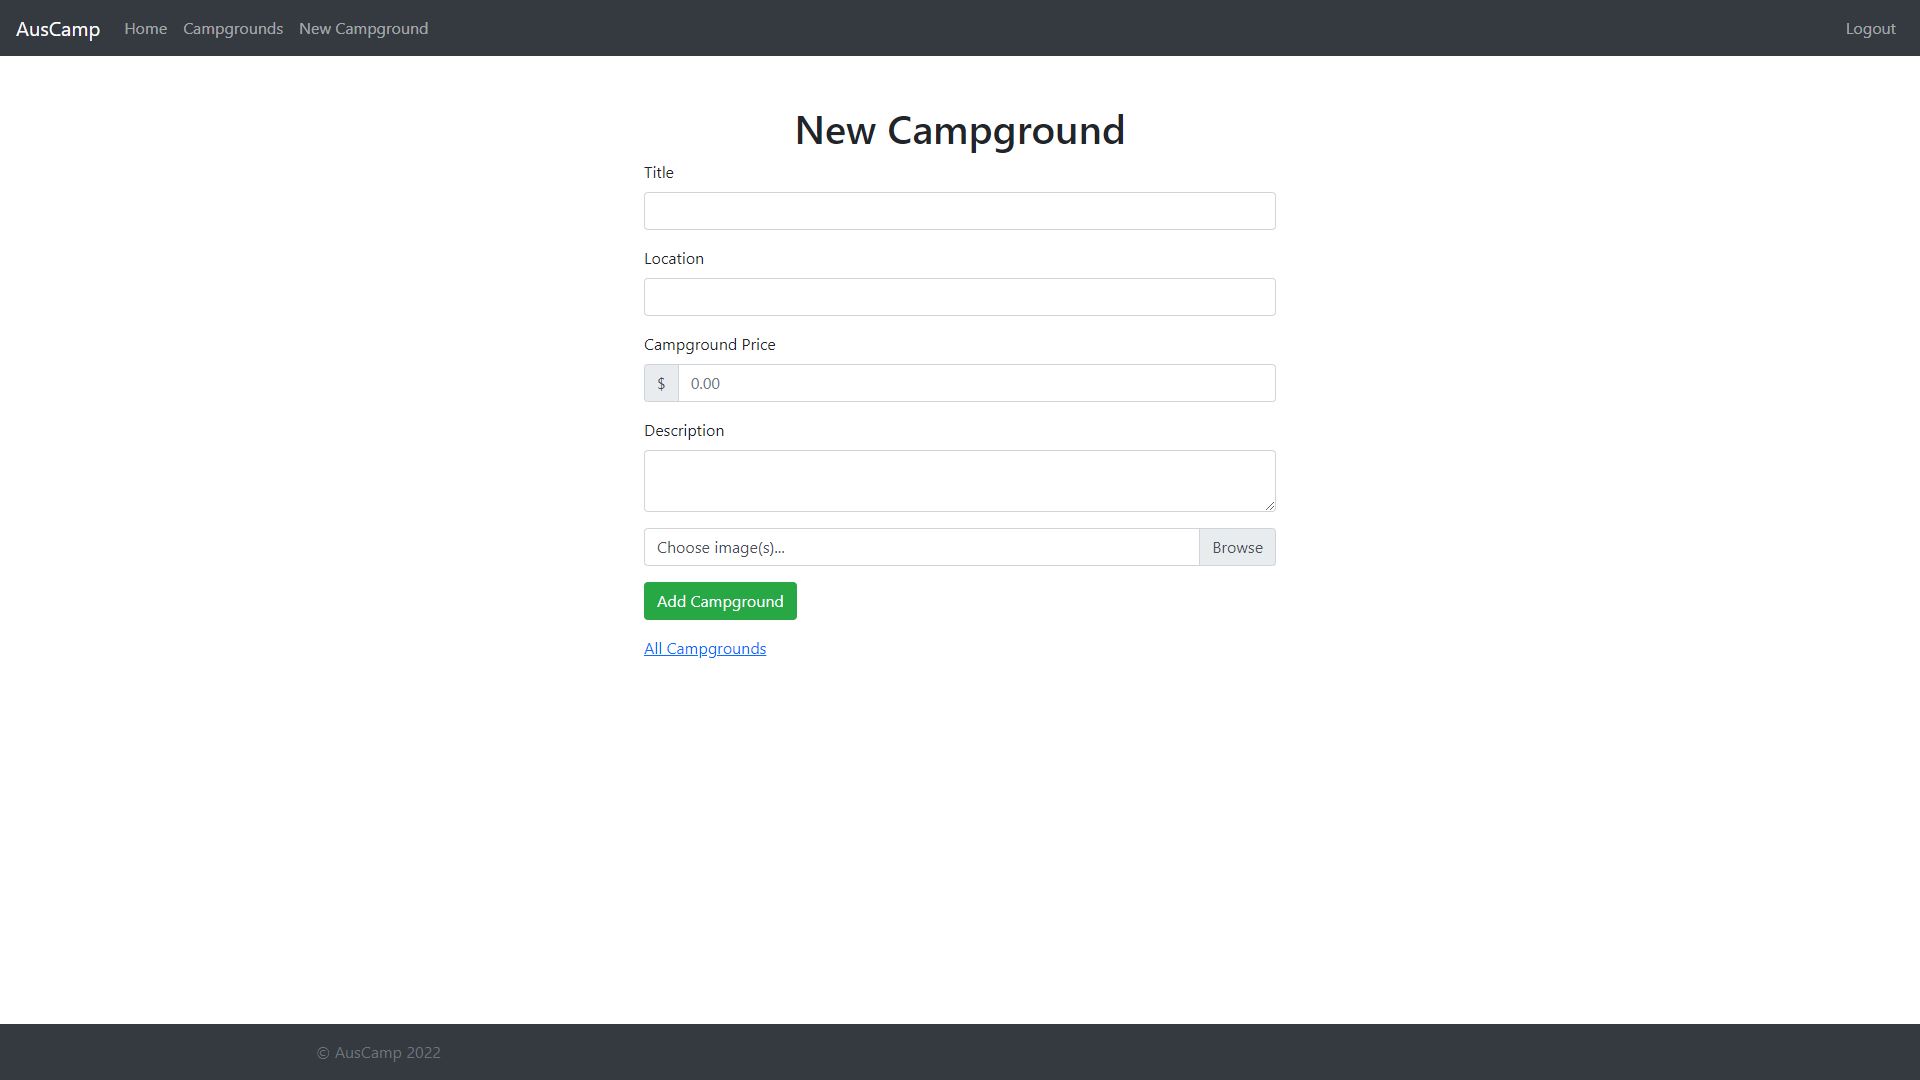 AusCamp Home Campgrounds New Campground Logout
New Campground
Title
Location
Campground Price
$ 0.00
Description
Choose image(s)... Browse
Add Campground
All Campgrounds
© AusCamp 2022